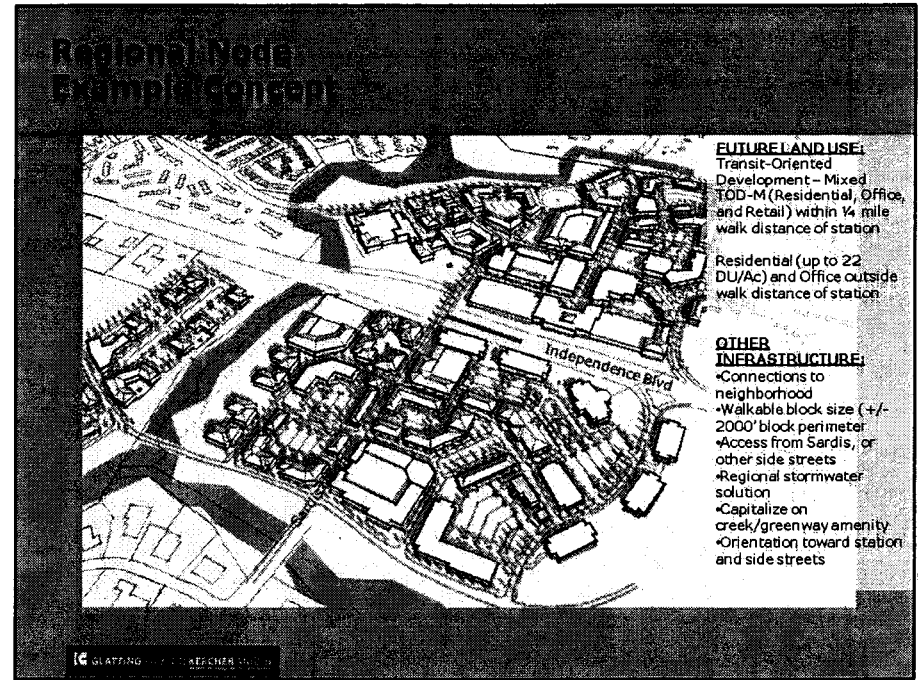 Regional Node
Example Concept
FUTURE LAND USE:
Transit-Oriented
Development – Mixed
TOD-M (Residential, Office,
and Retail) within ¼ mile
walk distance of station
Residential (up to 22
DU/Ac) and Office outside
walk distance of station
OTHER
INFRASTRUCTURE:
•Connections to
neighborhood
•Walkable block size (+/-
2000' block perimeter
•Access from Sardis, or
other side streets
•Regional stormwater
solution
•Capitalize on
creek/greenway amenity
•Orientation toward station
and side streets
Independence Blvd
GLATTING KERCHER